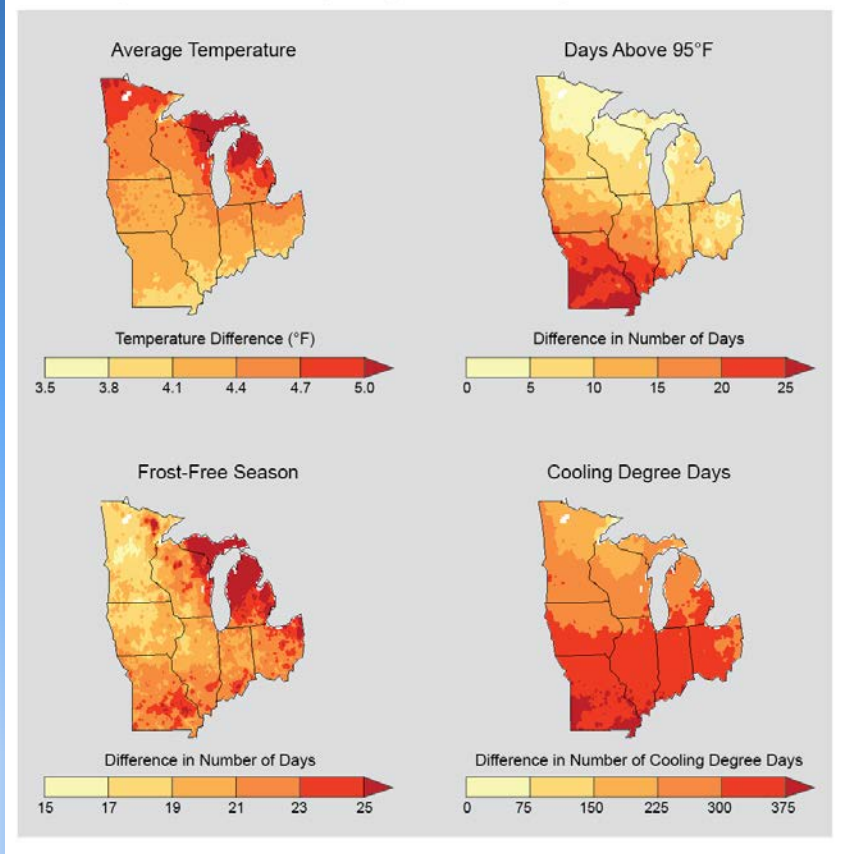 Average Temperature
Days Above 95°F
Temperature Difference (°F)
3.5 3.8 4.1 4.4 4.7 5.0
Difference in Number of Days
0 5 10 15 20 25
Frost-Free Season
Cooling Degree Days
Difference in Number of Days
15 17 19 21 23 25
Difference in Number of Cooling Degree Days
0 75 150 225 300 375